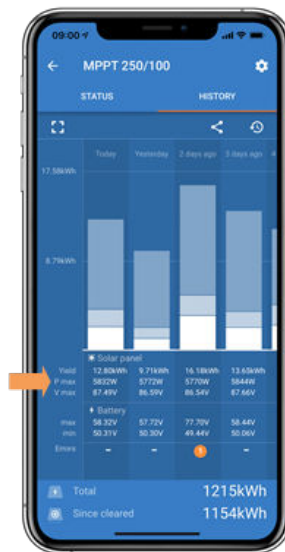 09:00
MPPT 250/100
STATUS HISTORY
Today Yesterday 2 days ago 3 days ago 4
17.58kWh
8.79kWh
Solar panel
Yield 12.80kWh 9.71kWh 16.18kWh 13.65kWh
P max 5832W 5772W 5770W 5844W
V max 87.49V 86.59V 86.54V 87.66V
Battery
max 58.32V 57.72V 77.70V 58.44V
min 50.31V 50.30V 49.44V 50.06V
Errors - - 1 -
Total 1215kWh
Since cleared 1154kWh